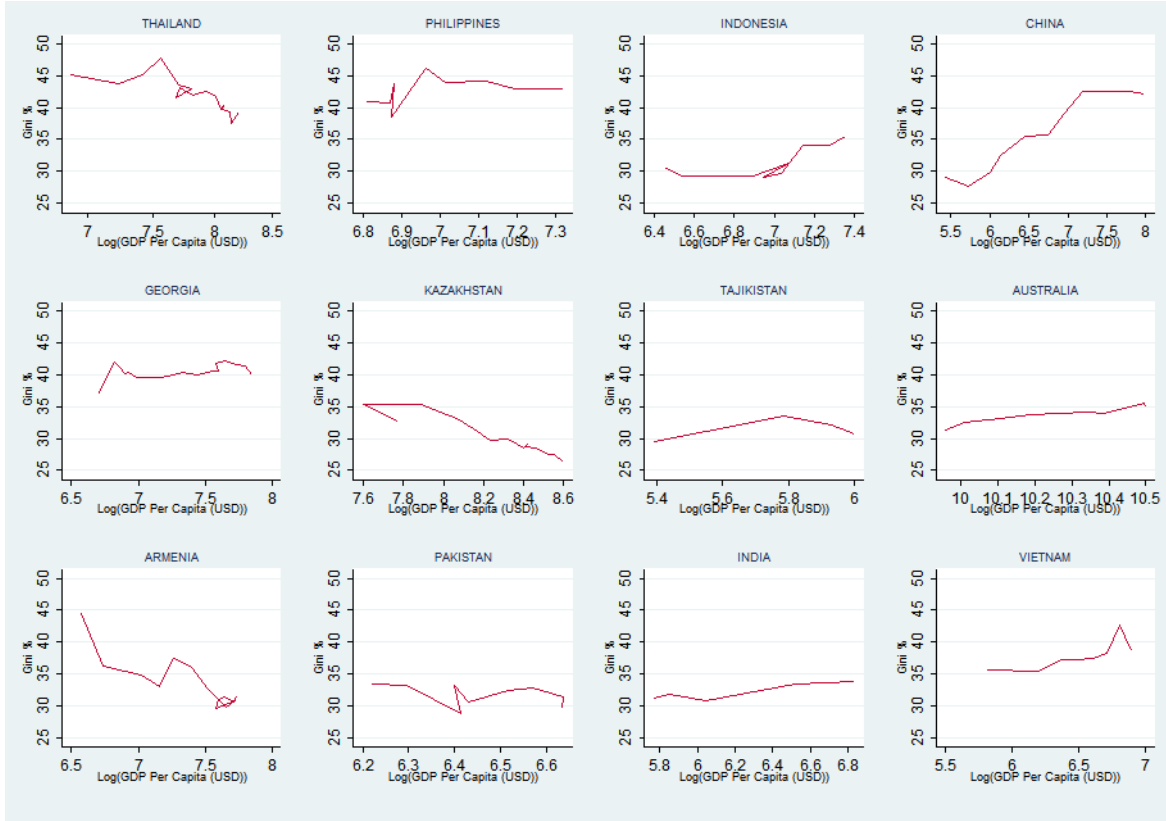 THAILAND
50
45
40
35
30
25
Gini %
7 7.5 8 8.5
Log(GDP Per Capita (USD))
PHILIPPINES
50
45
40
35
30
25
Gini %
6.8 6.9 7 7.1 7.2 7.3
Log(GDP Per Capita (USD))
INDONESIA
50
45
40
35
30
25
Gini %
6.4 6.6 6.8 7 7.2 7.4
Log(GDP Per Capita (USD))
CHINA
50
45
40
35
30
25
Gini %
5.5 6 6.5 7 7.5 8
Log(GDP Per Capita (USD))
GEORGIA
50
45
40
35
30
25
Gini %
6.5 7 7.5 8
Log(GDP Per Capita (USD))
KAZAKHSTAN
50
45
40
35
30
25
Gini %
7.6 7.8 8 8.2 8.4 8.6
Log(GDP Per Capita (USD))
TAJIKISTAN
50
45
40
35
30
25
Gini %
5.4 5.6 5.8 6
Log(GDP Per Capita (USD))
AUSTRALIA
50
45
40
35
30
25
Gini %
10 10.1 10.2 10.3 10.4 10.5
Log(GDP Per Capita (USD))
ARMENIA
50
45
40
35
30
25
Gini %
6.5 7 7.5 8
Log(GDP Per Capita (USD))
PAKISTAN
50
45
40
35
30
25
Gini %
6.2 6.3 6.4 6.5 6.6
Log(GDP Per Capita (USD))
INDIA
50
45
40
35
30
25
Gini %
5.8 6 6.2 6.4 6.6 6.8
Log(GDP Per Capita (USD))
VIETNAM
50
45
40
35
30
25
Gini %
5.5 6 6.5 7
Log(GDP Per Capita (USD))